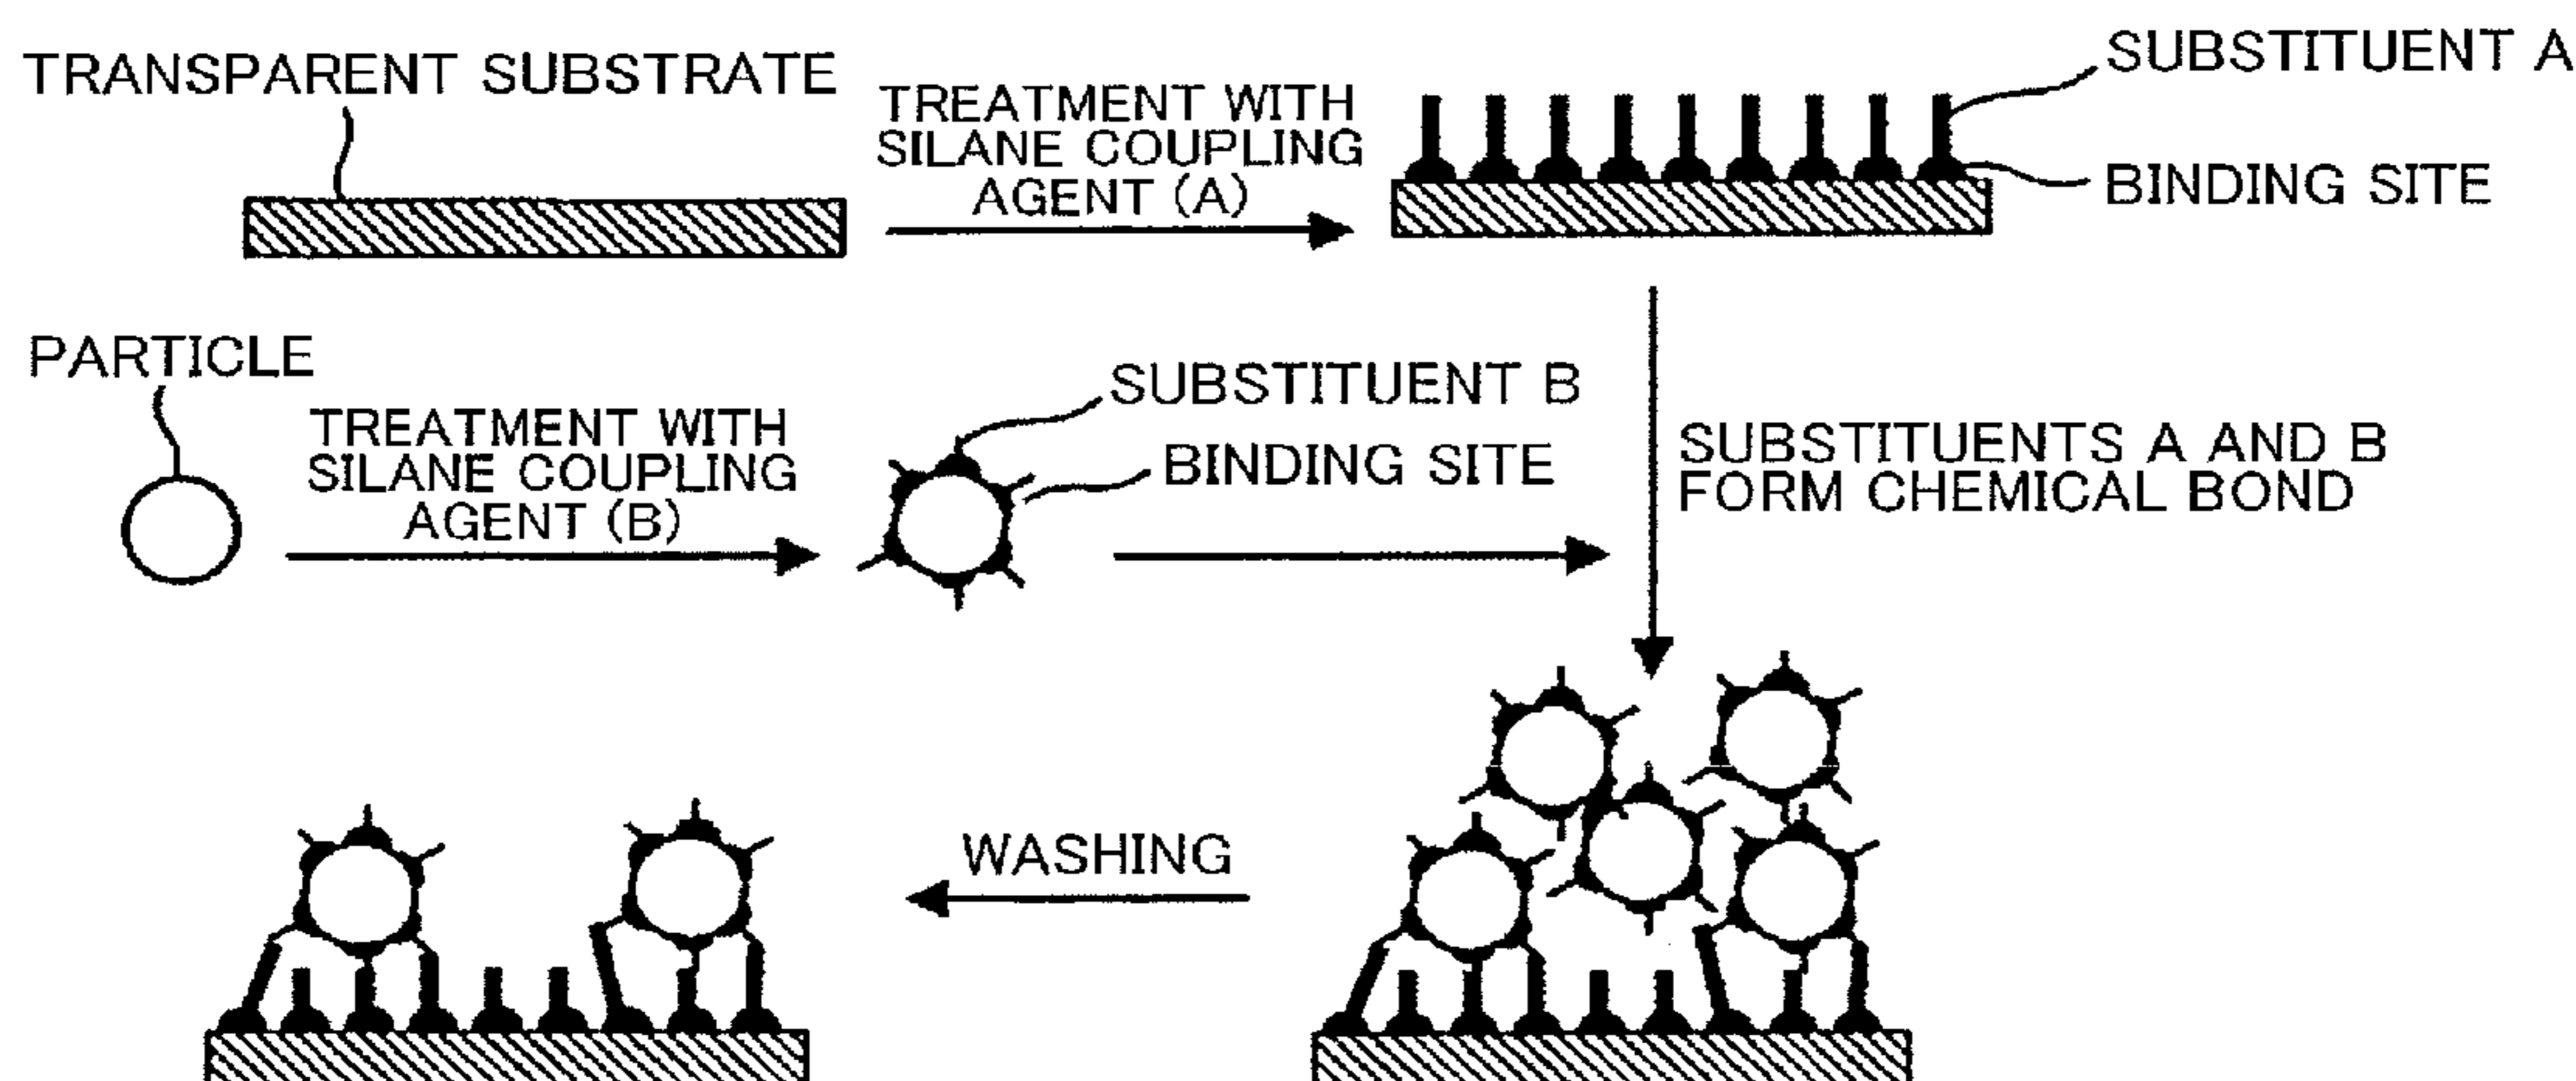 TRANSPARENT SUBSTRATE
TREATMENT WITH
SILANE COUPLING
AGENT (A)
SUBSTITUENT A
BINDING SITE
PARTICLE
TREATMENT WITH
SILANE COUPLING
AGENT (B)
SUBSTITUENT B
BINDING SITE
SUBSTITUENTS A AND B
FORM CHEMICAL BOND
WASHING